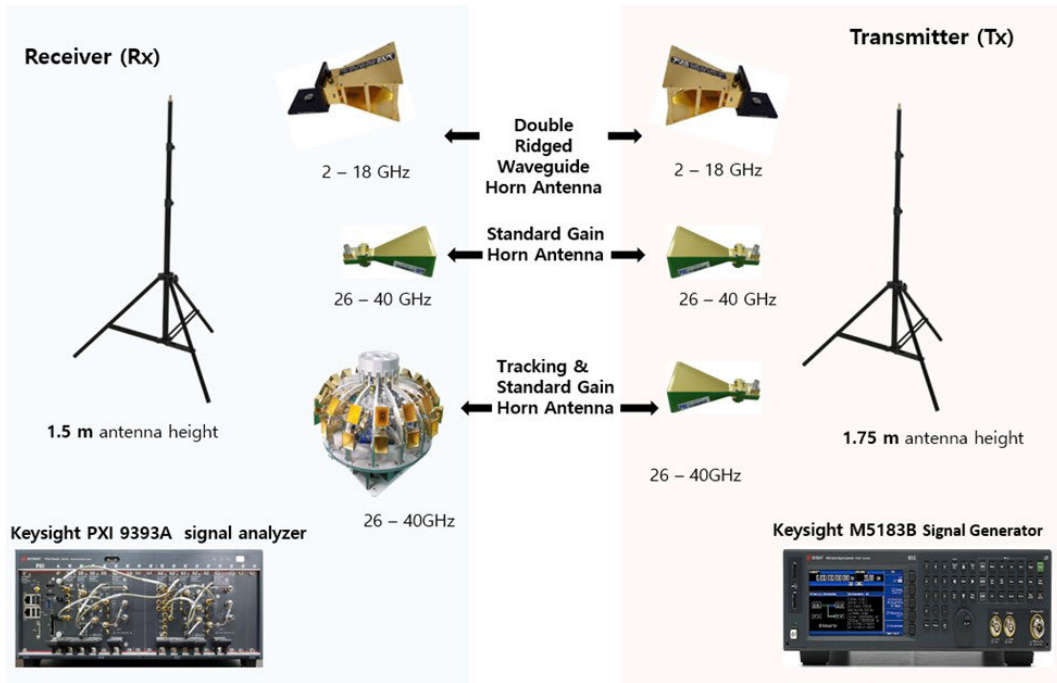 Receiver (Rx)
Transmitter (Tx)
Double
Ridged
Waveguide
Horn Antenna
2 – 18 GHz
2 – 18 GHz
Standard Gain
Horn Antenna
26 – 40 GHz
26 – 40 GHz
Tracking &
Standard Gain
Horn Antenna
1.5 m antenna height
1.75 m antenna height
26 – 40GHz
26 – 40GHz
Keysight PXI 9393A signal analyzer
Keysight M5183B Signal Generator
PXI